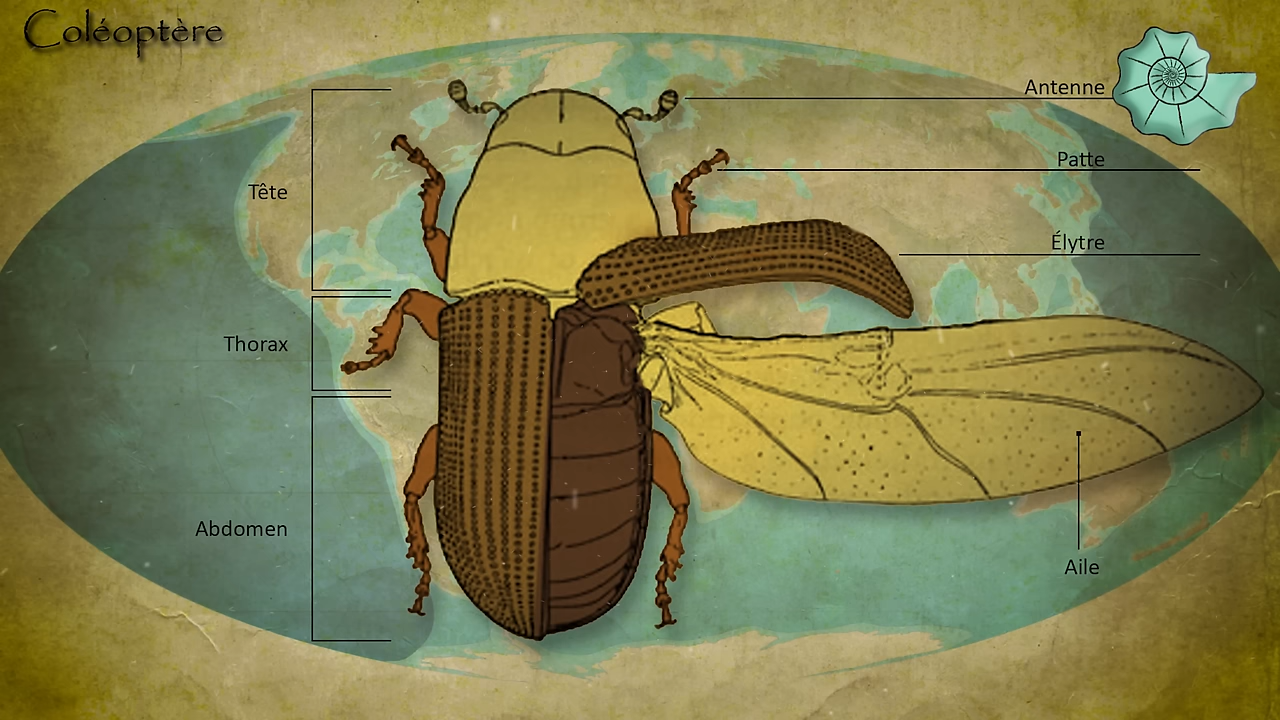 Coléoptère
Antenne
Patte
Tête
Élytre
Thorax
Abdomen
Aile